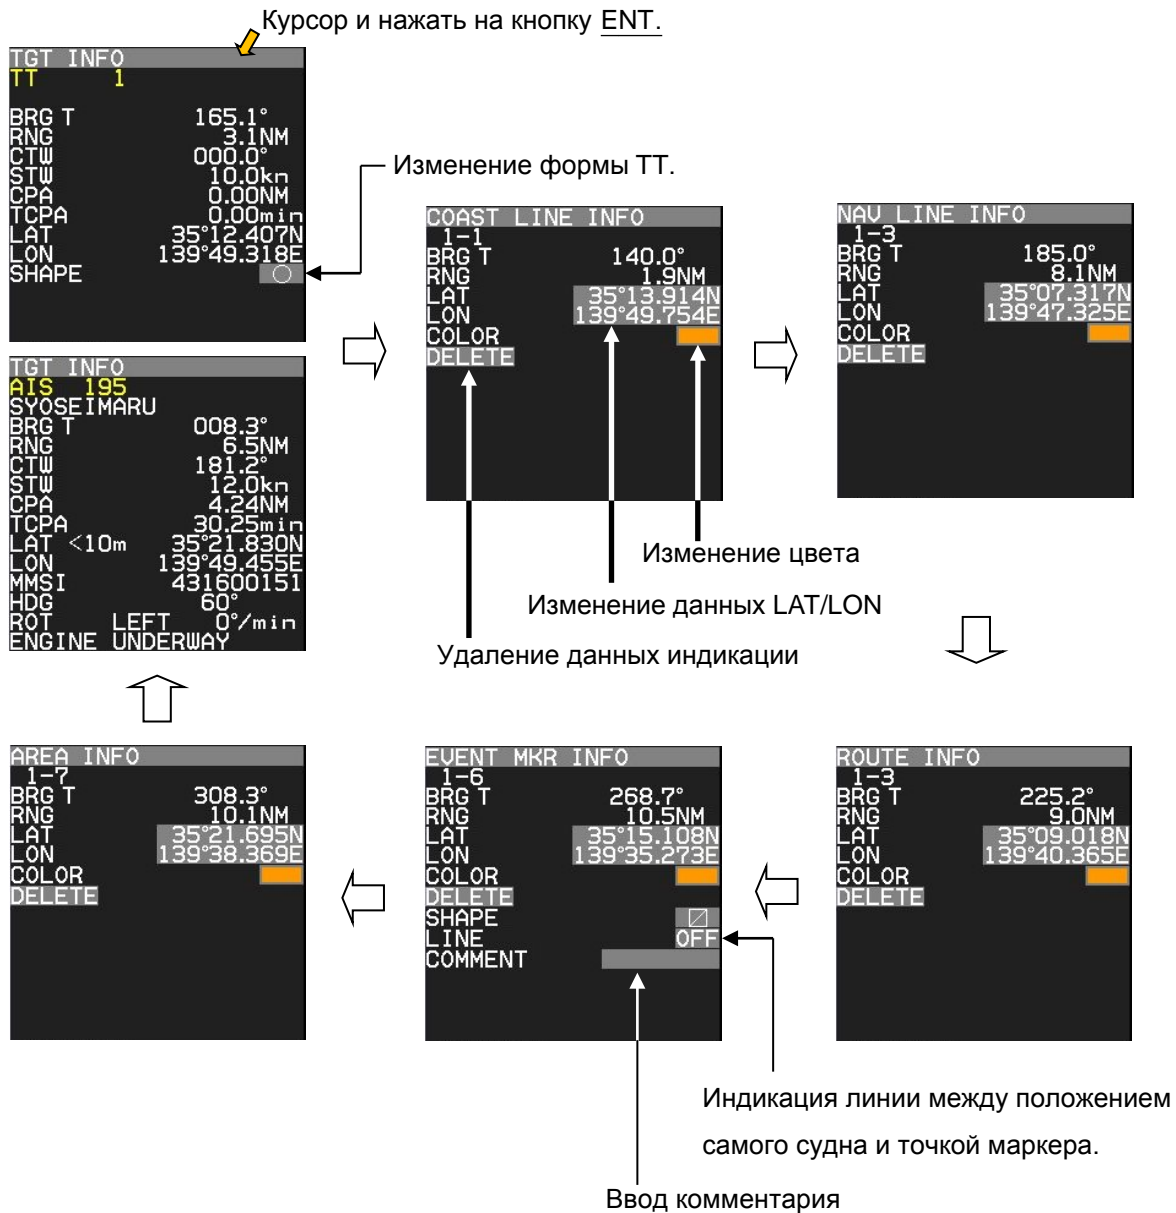 Курсор и нажать на кнопку ENT.
TGT INFO
TT 1
BRG T 165.1°
RNG 3.1NM
CTW 000.0°
STW 10.0kn
CPA 0.00NM
TCPA 0.00min
LAT 35°12.407N
LON 139°49.318E
SHAPE
Изменение формы TT.
TGT INFO
AIS 195
SYOSEIMARU
BRG T 008.3°
RNG 6.5NM
CTW 181.2°
STW 12.0kn
CPA 4.24NM
TCPA 30.25min
LAT <10m 35°21.830N
LON 139°49.455E
MMSI 431600151
HDG 60°
ROT LEFT 0°/min
ENGINE UNDERWAY
COAST LINE INFO
1-1
BRG T 140.0°
RNG 1.9NM
LAT 35°13.914N
LON 139°49.754E
COLOR
DELETE
Изменение цвета
Изменение данных LAT/LON
Удаление данных индикации
NAV LINE INFO
1-3
BRG T 185.0°
RNG 8.1NM
LAT 35°07.317N
LON 139°47.325E
COLOR
DELETE
AREA INFO
1-7
BRG T 308.3°
RNG 10.1NM
LAT 35°21.695N
LON 139°38.369E
COLOR
DELETE
EVENT MKR INFO
1-6
BRG T 268.7°
RNG 10.5NM
LAT 35°15.108N
LON 139°35.273E
COLOR
DELETE
SHAPE
LINE OFF
COMMENT
ROUTE INFO
1-3
BRG T 225.2°
RNG 9.0NM
LAT 35°09.018N
LON 139°40.365E
COLOR
DELETE
Индикация линии между положением
самого судна и точкой маркера.
Ввод комментария